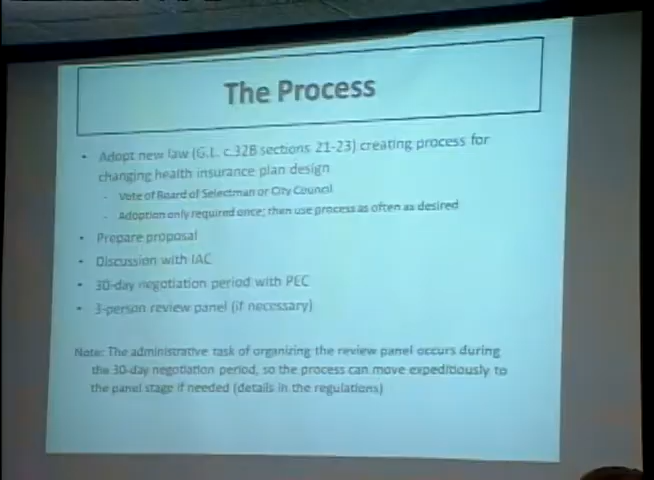 The Process
• Adopt new law (G.L. c.32B sections 21-23) creating process for
changing health insurance plan design
- Vote of Board of Selectman or City Council
- Adoption only required once; then use process as often as desired
• Prepare proposal
• Discussion with IAC
• 30-day negotiation period with PEC
• 3-person review panel (if necessary)
Note: The administrative task of organizing the review panel occurs during
the 30-day negotiation period, so the process can move expeditiously to
the panel stage if needed (details in the regulations)